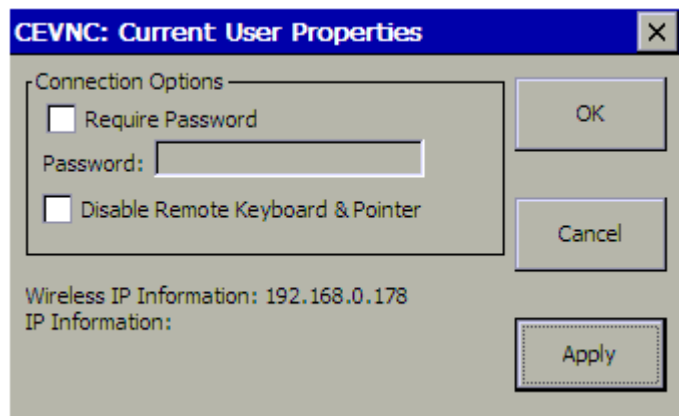 CEVNC: Current User Properties
Connection Options
Require Password
OK
Password:
Disable Remote Keyboard & Pointer
Cancel
Wireless IP Information: 192.168.0.178
IP Information:
Apply